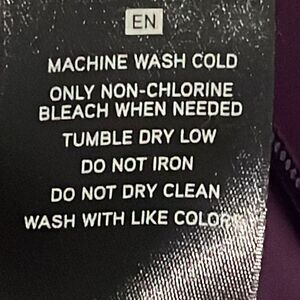 EN
MACHINE WASH COLD
ONLY NON-CHLORINE
BLEACH WHEN NEEDED
TUMBLE DRY LOW
DO NOT IRON
DO NOT DRY CLEAN
WASH WITH LIKE COLORS